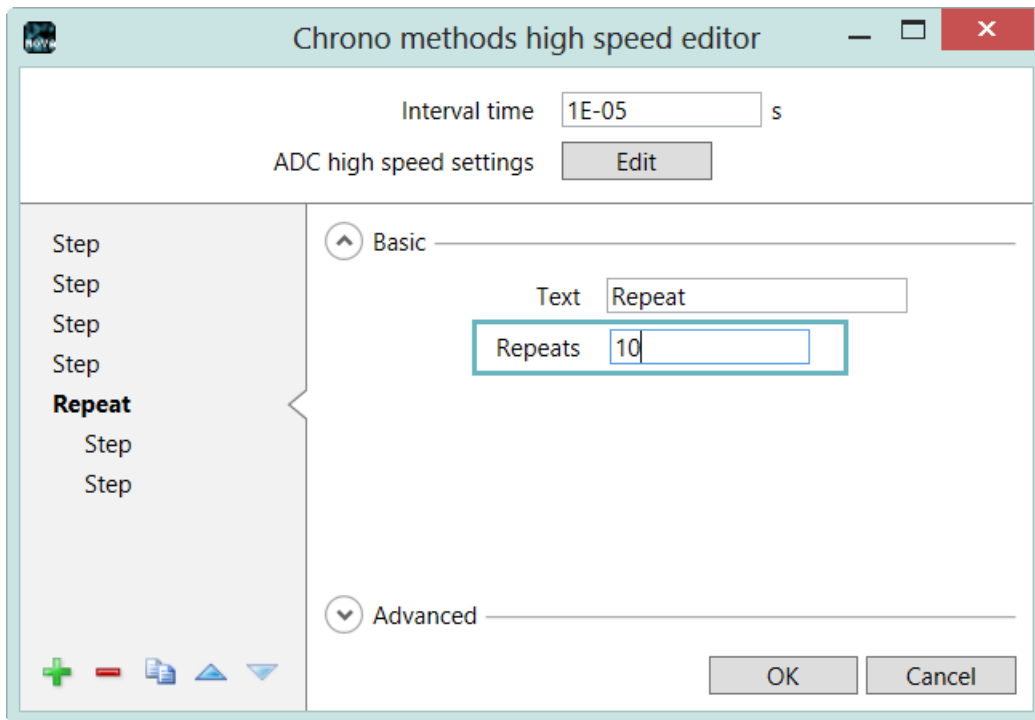 Chrono methods high speed editor
Interval time 1E-05 s
ADC high speed settings Edit
Step
Step
Step
Step
Repeat
Step
Step
Basic
Text Repeat
Repeats 10
Advanced
OK Cancel